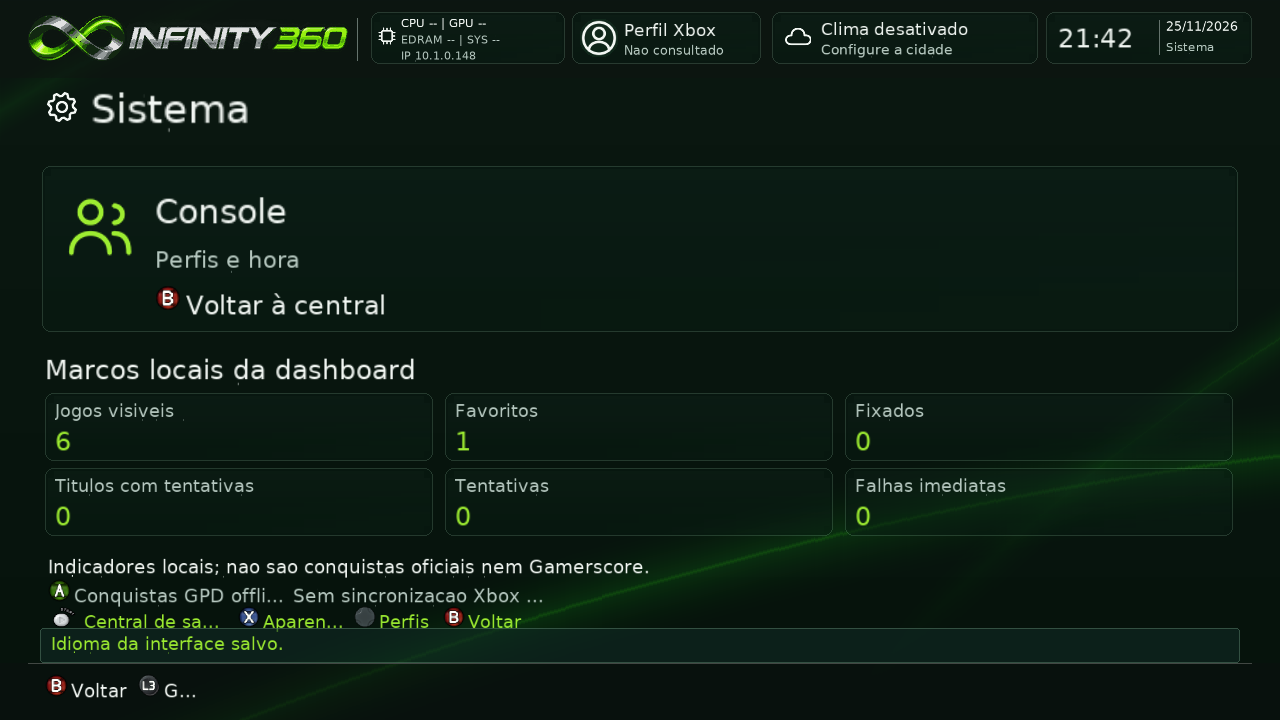 INFINITY 360
CPU -- | GPU --
EDRAM -- | SYS --
IP 10.1.0.148
Perfil Xbox
Nao consultado
Clima desativado
Configure a cidade
21:42
25/11/2026
Sistema
Sistema
Console
Perfis e hora
B Voltar à central
Marcos locais da dashboard
Jogos visiveis
6
Favoritos
1
Fixados
0
Titulos com tentativas
0
Tentativas
0
Falhas imediatas
0
Indicadores locais; nao sao conquistas oficiais nem Gamerscore.
A Conquistas GPD offli... Sem sincronizacao Xbox ...
Central de sa... X Aparen... Perfis B Voltar
Idioma da interface salvo.
B Voltar L3 G...